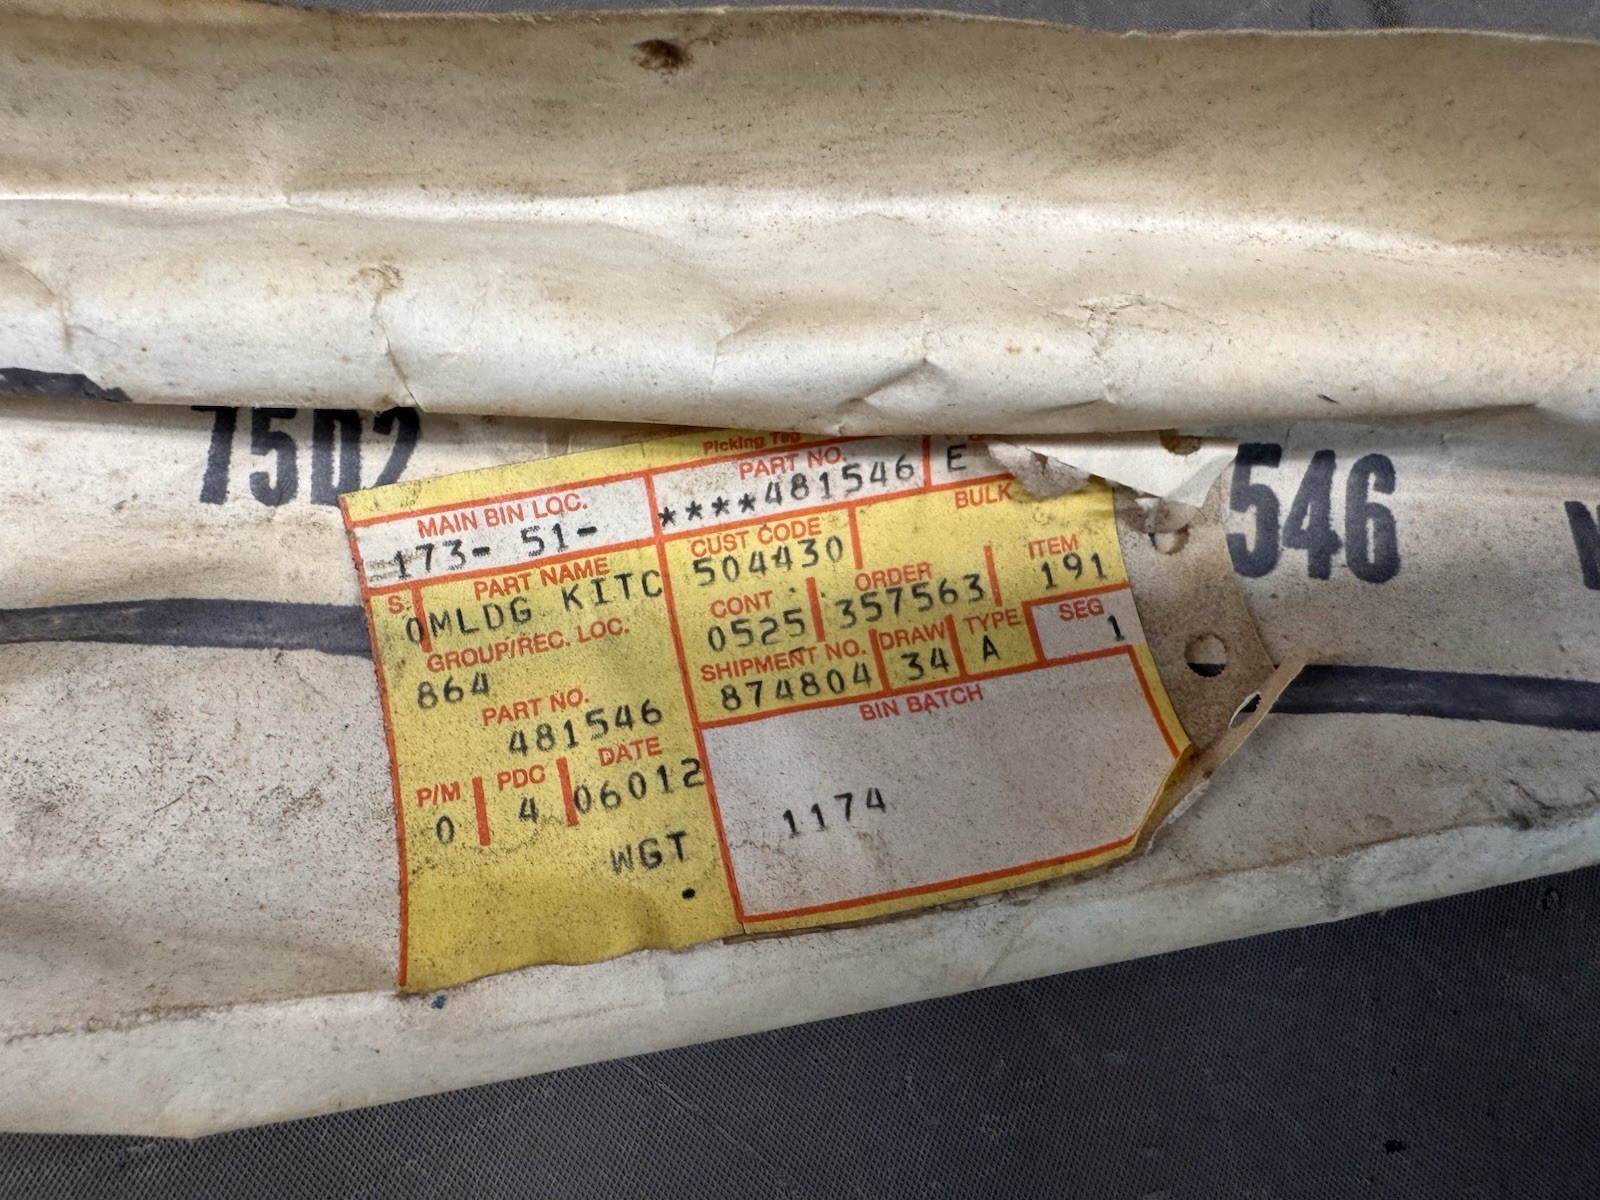 75D2
546
Picking Tag
MAIN BIN LOC.
173- 51-
PART NO.
****481546
E
S.
PART NAME
0MLDG KITC
CUST CODE
504430
BULK
GROUP/REC. LOC.
864
CONT
0525
ORDER
357563
ITEM
191
PART NO.
481546
SHIPMENT NO.
874804
DRAW
34
TYPE
A
SEG
1
P/M
0
PDC
4
DATE
06012
BIN BATCH
1174
WGT
.